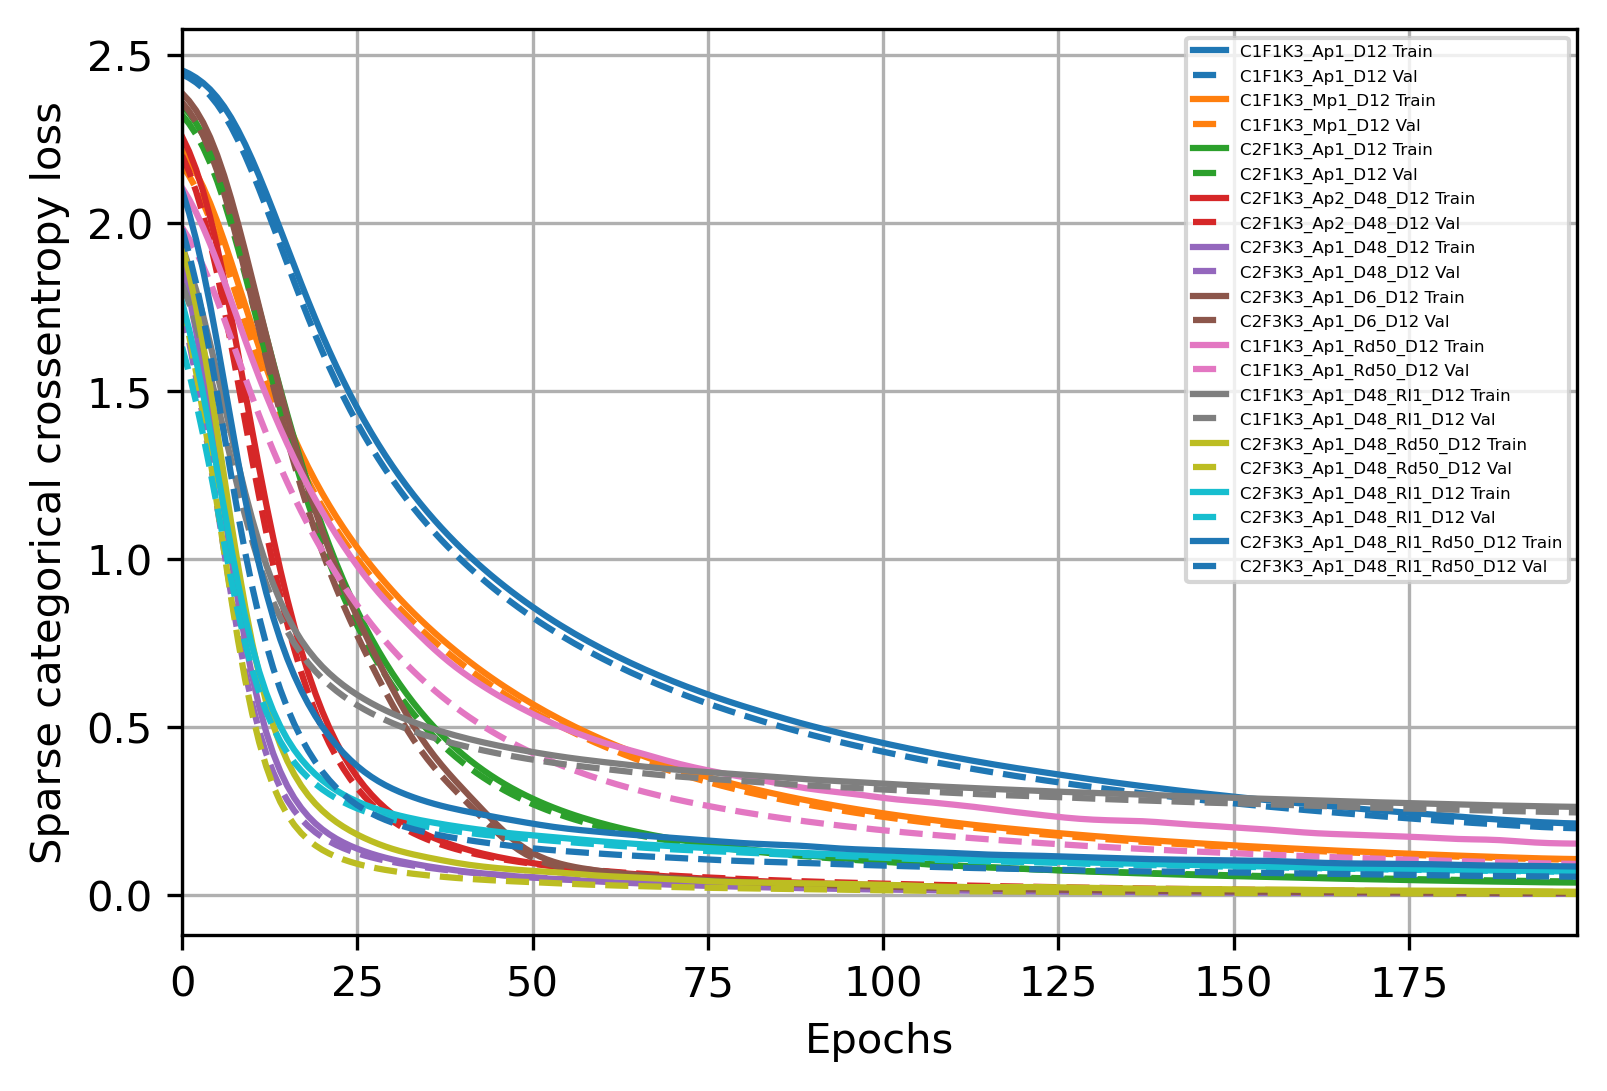 2.5
2.0
1.5
1.0
0.5
0.0
Sparse categorical crossentropy loss
C1F1K3_Ap1_D12 Train
C1F1K3_Ap1_D12 Val
C1F1K3_Mp1_D12 Train
C1F1K3_Mp1_D12 Val
C2F1K3_Ap1_D12 Train
C2F1K3_Ap1_D12 Val
C2F1K3_Ap2_D48_D12 Train
C2F1K3_Ap2_D48_D12 Val
C2F3K3_Ap1_D48_D12 Train
C2F3K3_Ap1_D48_D12 Val
C2F3K3_Ap1_D6_D12 Train
C2F3K3_Ap1_D6_D12 Val
C1F1K3_Ap1_Rd50_D12 Train
C1F1K3_Ap1_Rd50_D12 Val
C1F1K3_Ap1_D48_Rl1_D12 Train
C1F1K3_Ap1_D48_Rl1_D12 Val
C2F3K3_Ap1_D48_Rd50_D12 Train
C2F3K3_Ap1_D48_Rd50_D12 Val
C2F3K3_Ap1_D48_Rl1_D12 Train
C2F3K3_Ap1_D48_Rl1_D12 Val
C2F3K3_Ap1_D48_Rl1_Rd50_D12 Train
C2F3K3_Ap1_D48_Rl1_Rd50_D12 Val
0 25 50 75 100 125 150 175
Epochs